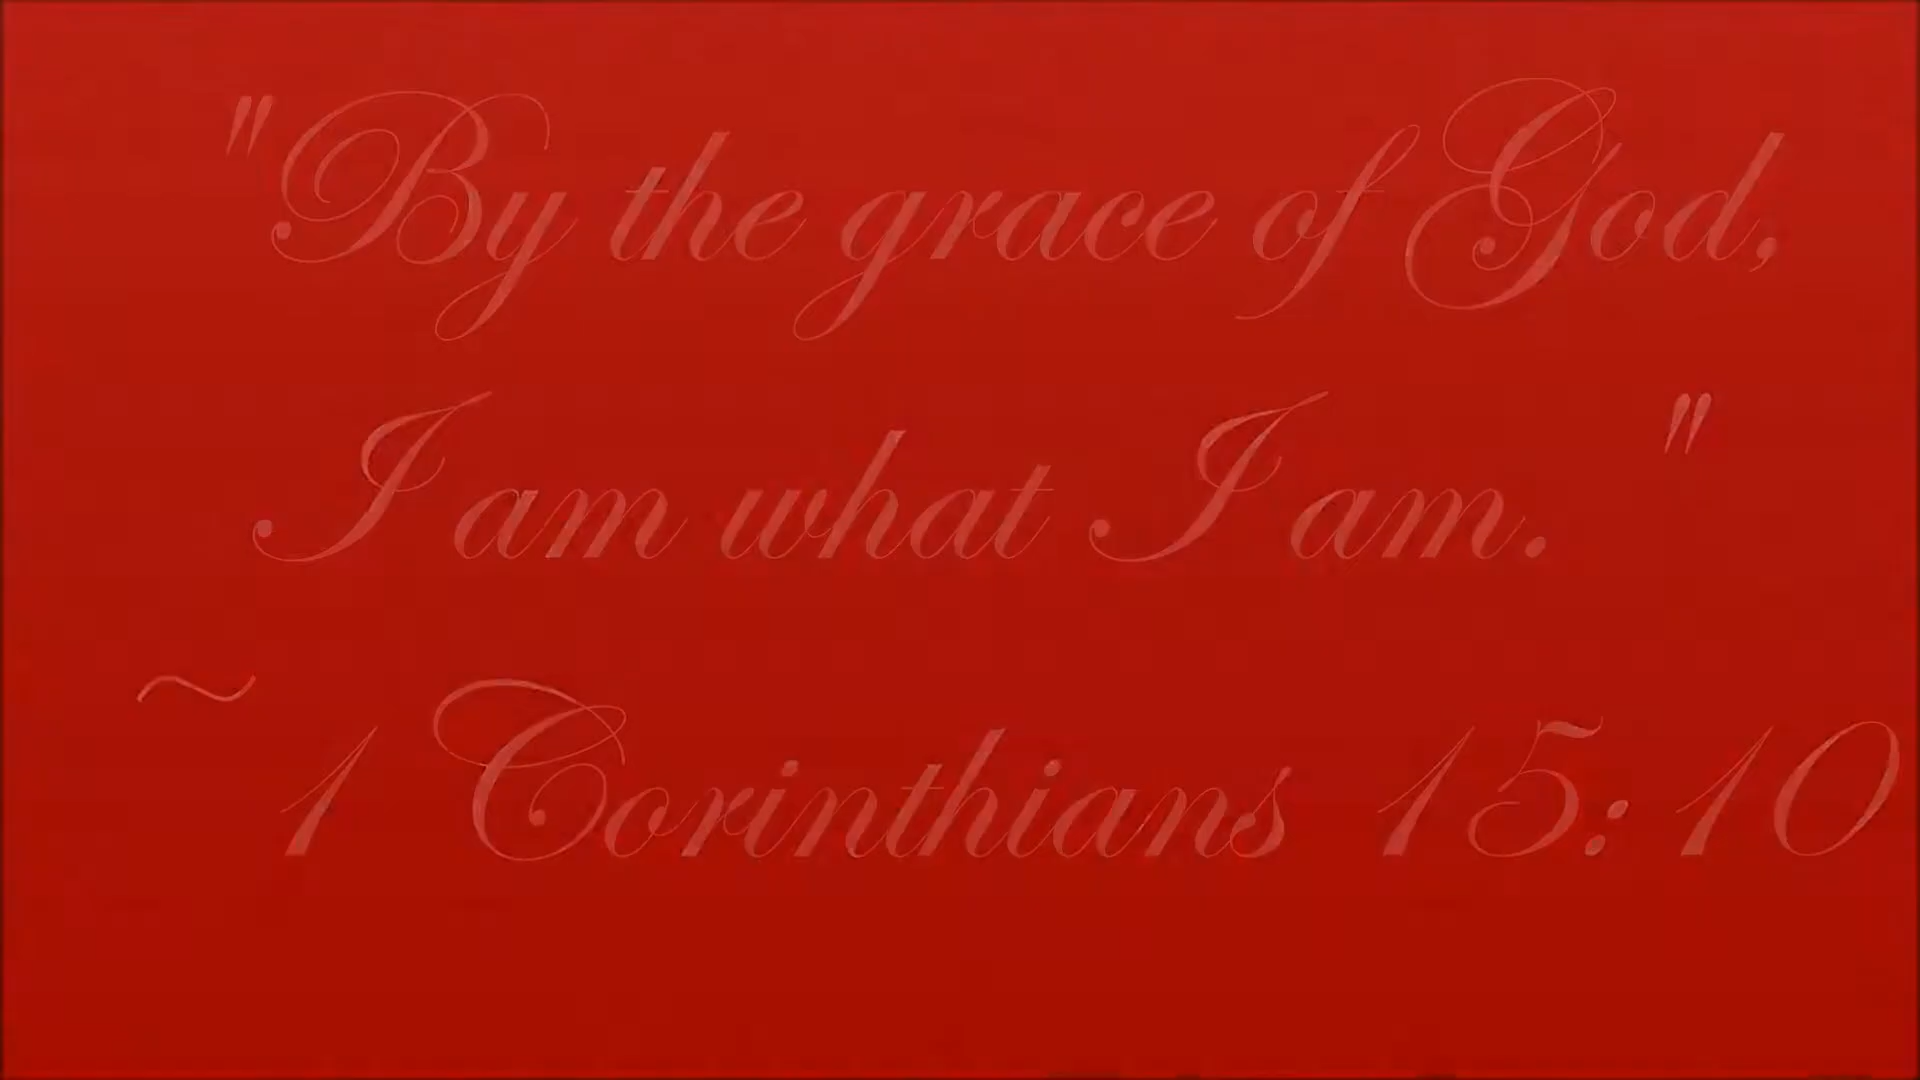 "By the grace of God,
I am what I am. "
~ 1 Corinthians 15:10